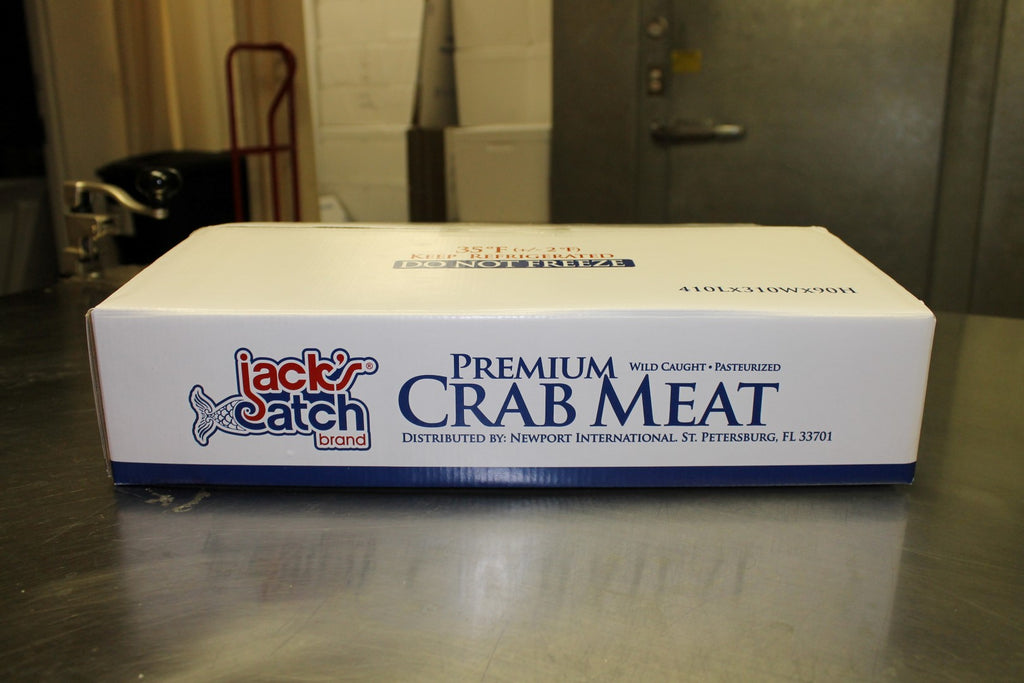 35°F (+/- 2°F)
KEEP REFRIGERATED
DO NOT FREEZE
410LX310WX90H
jack's®
Catch
brand
PREMIUM WILD CAUGHT • PASTEURIZED
CRAB MEAT
DISTRIBUTED BY: NEWPORT INTERNATIONAL. ST. PETERSBURG, FL 33701